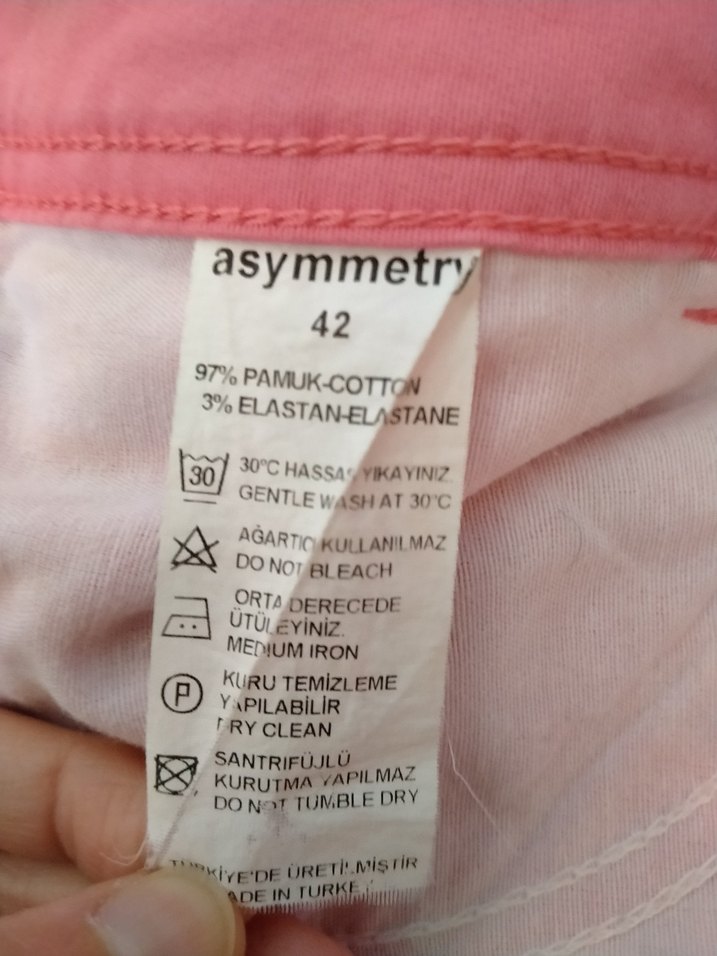 asymmetry
42
97% PAMUK-COTTON
3% ELASTAN-ELASTANE
30
30°C HASSAS YIKAYINIZ
GENTLE WASH AT 30°C
AĞARTICI KULLANILMAZ
DO NOT BLEACH
ORTA DERECEDE
ÜTÜLEYİNİZ.
MEDIUM IRON
P
KURU TEMİZLEME
YAPILABİLİR
DRY CLEAN
SANTRİFÜJLÜ
KURUTMA YAPILMAZ
DO NOT TUMBLE DRY
TÜRKİYE'DE ÜRETİLMİŞTİR
MADE IN TURKEY